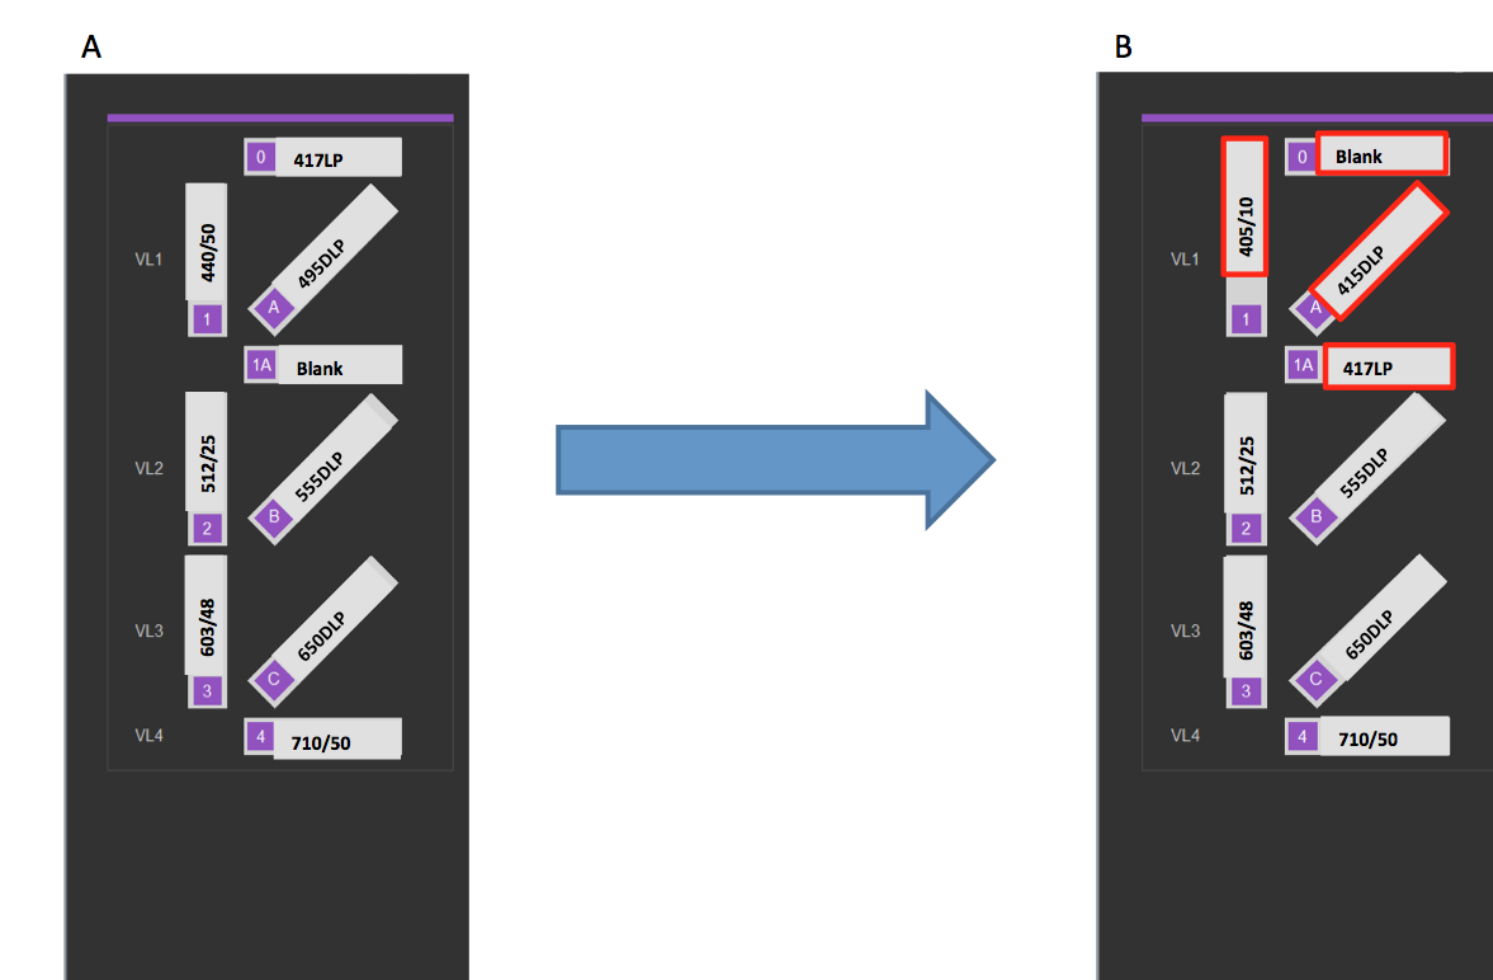 A
0 417LP
VL1 440/50 495DLP
1 A
1A Blank
VL2 512/25 555DLP
2 B
VL3 603/48 650DLP
3 C
VL4 4 710/50
B
0 Blank
VL1 405/10 415DLP
1 A
1A 417LP
VL2 512/25 555DLP
2 B
VL3 603/48 650DLP
3 C
VL4 4 710/50